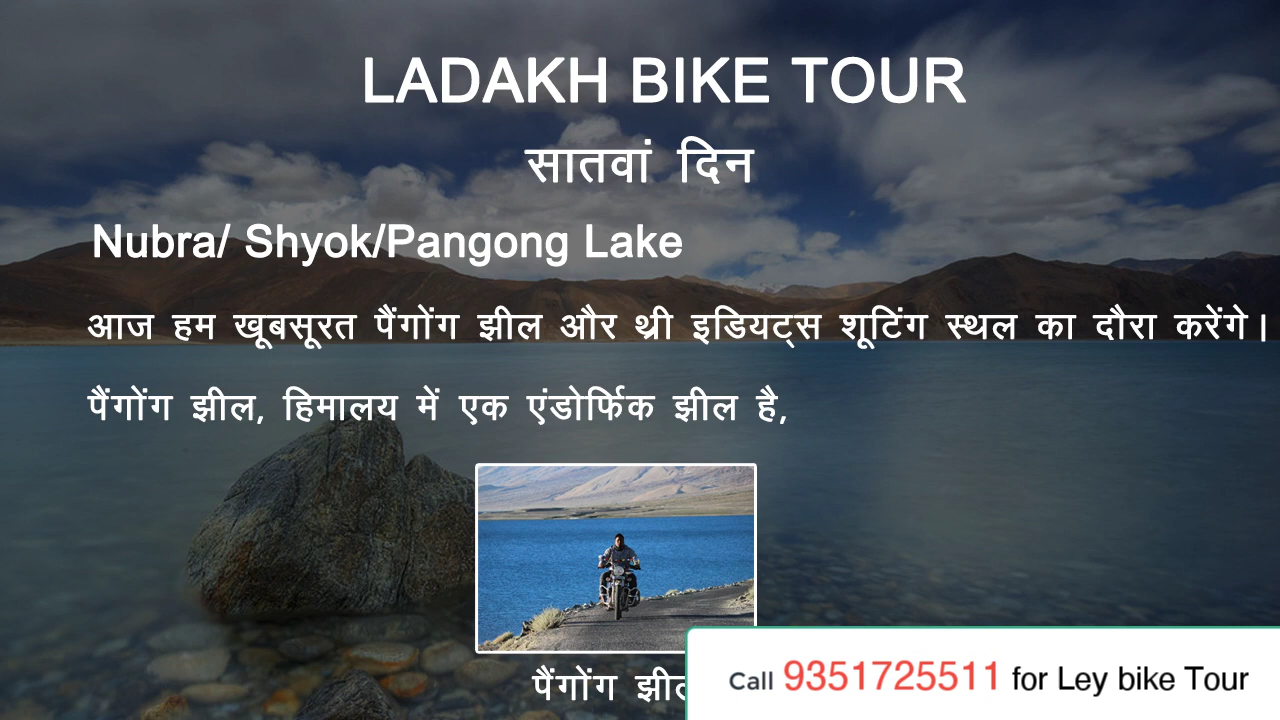 LADAKH BIKE TOUR
सातवां दिन
Nubra/ Shyok/Pangong Lake
आज हम खूबसूरत पैंगोंग झील और थ्री इडियट्स शूटिंग स्थल का दौरा करेंगे।
पैंगोंग झील, हिमालय में एक एंडोर्फिक झील है,
पैंगोंग झील
Call 9351725511 for Ley bike Tour